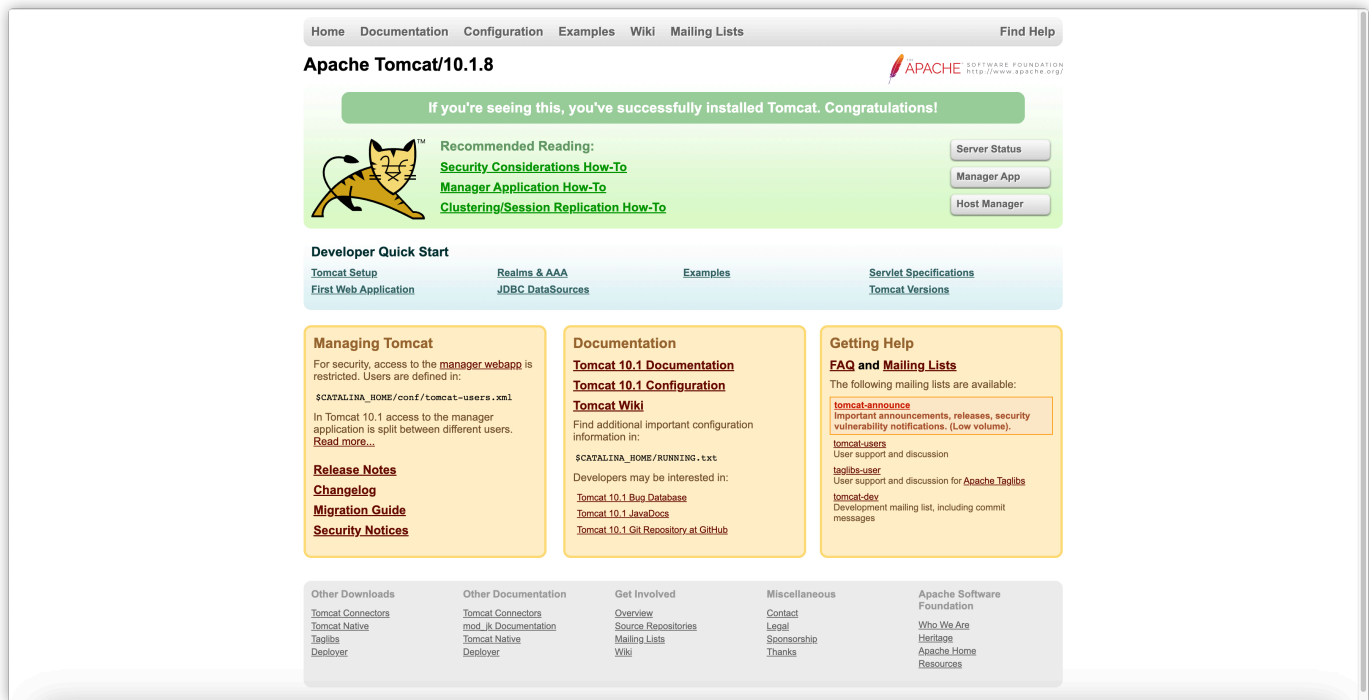 Home Documentation Configuration Examples Wiki Mailing Lists Find Help
Apache Tomcat/10.1.8
THE
APACHE™ SOFTWARE FOUNDATION
http://www.apache.org/
If you're seeing this, you've successfully installed Tomcat. Congratulations!
TM
Recommended Reading:
Security Considerations How-To
Manager Application How-To
Clustering/Session Replication How-To
Server Status
Manager App
Host Manager
Developer Quick Start
Tomcat Setup
First Web Application
Realms & AAA
JDBC DataSources
Examples
Servlet Specifications
Tomcat Versions
Managing Tomcat
For security, access to the manager webapp is
restricted. Users are defined in:
$CATALINA_HOME/conf/tomcat-users.xml
In Tomcat 10.1 access to the manager
application is split between different users.
Read more...
Release Notes
Changelog
Migration Guide
Security Notices
Documentation
Tomcat 10.1 Documentation
Tomcat 10.1 Configuration
Tomcat Wiki
Find additional important configuration
information in:
$CATALINA_HOME/RUNNING.txt
Developers may be interested in:
Tomcat 10.1 Bug Database
Tomcat 10.1 JavaDocs
Tomcat 10.1 Git Repository at GitHub
Getting Help
FAQ and Mailing Lists
The following mailing lists are available:
tomcat-announce
Important announcements, releases, security
vulnerability notifications. (Low volume).
tomcat-users
User support and discussion
taglibs-user
User support and discussion for Apache Taglibs
tomcat-dev
Development mailing list, including commit
messages
Other Downloads
Tomcat Connectors
Tomcat Native
Taglibs
Deployer
Other Documentation
Tomcat Connectors
mod_jk Documentation
Tomcat Native
Deployer
Get Involved
Overview
Source Repositories
Mailing Lists
Wiki
Miscellaneous
Contact
Legal
Sponsorship
Thanks
Apache Software
Foundation
Who We Are
Heritage
Apache Home
Resources